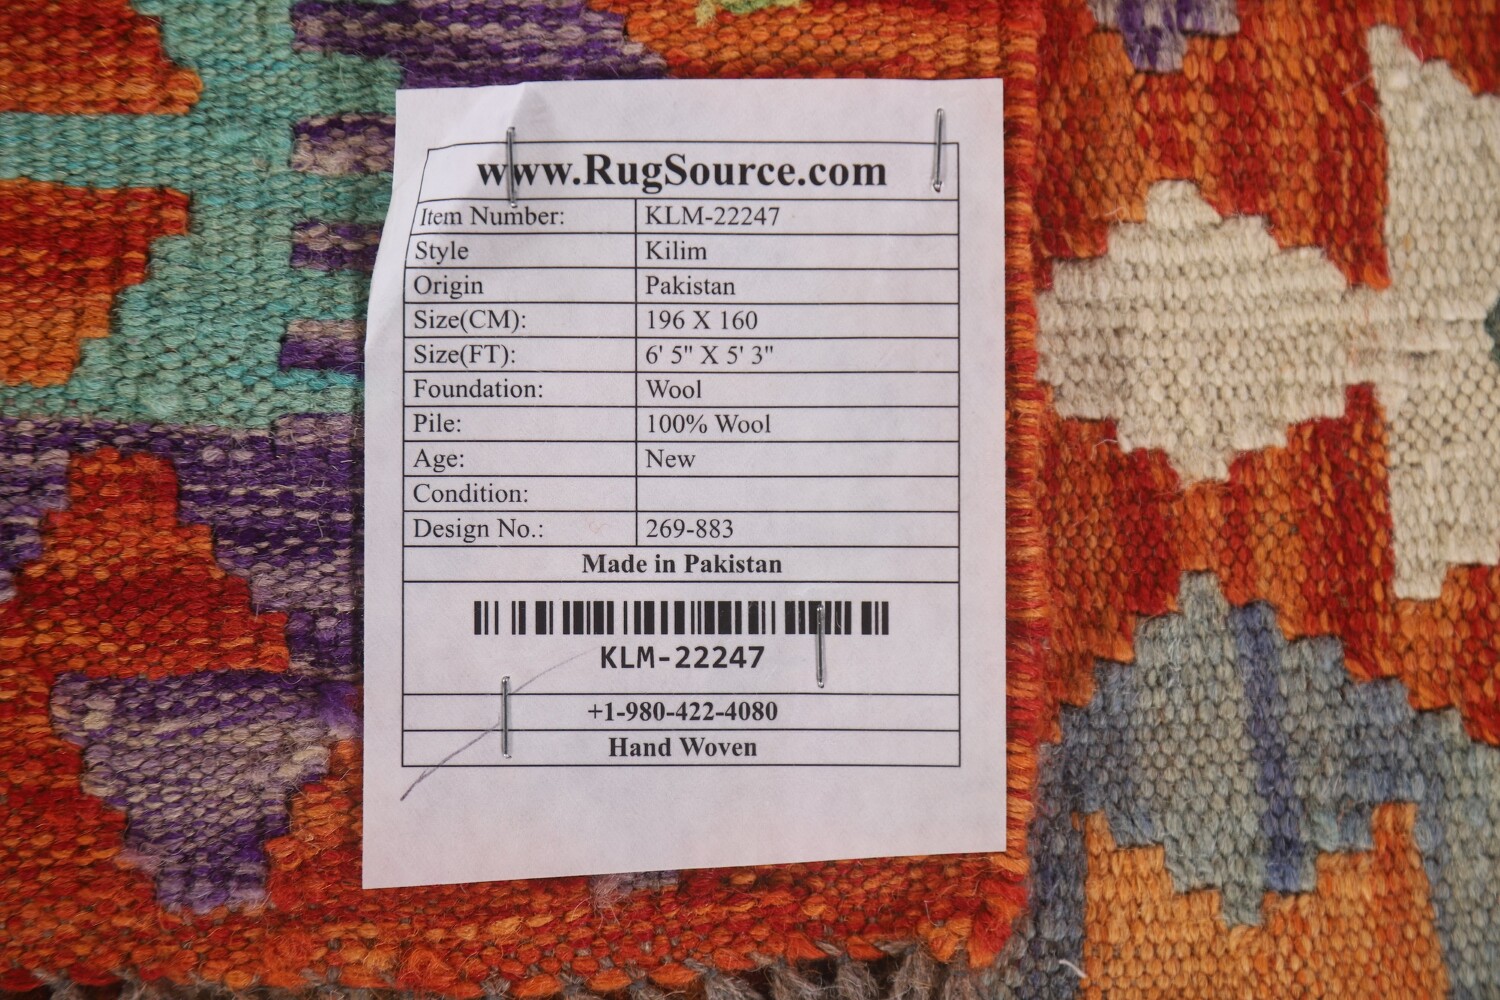 www.RugSource.com
Item Number: KLM-22247
Style Kilim
Origin Pakistan
Size(CM): 196 X 160
Size(FT): 6' 5" X 5' 3"
Foundation: Wool
Pile: 100% Wool
Age: New
Condition:
Design No.: 269-883
Made in Pakistan
KLM-22247
+1-980-422-4080
Hand Woven